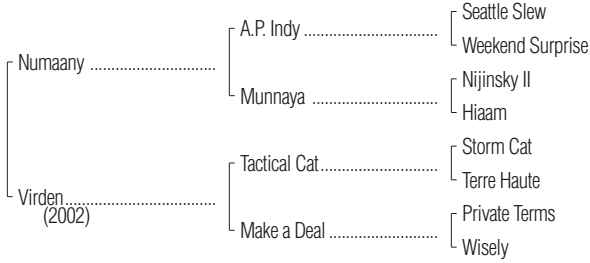 Seattle Slew
A.P. Indy ..............................
Weekend Surprise
Numaany ............................
Nijinsky II
Munnaya ............................
Hiaam
Storm Cat
Tactical Cat..........................
Terre Haute
Virden..................................
(2002)
Private Terms
Make a Deal ........................
Wisely